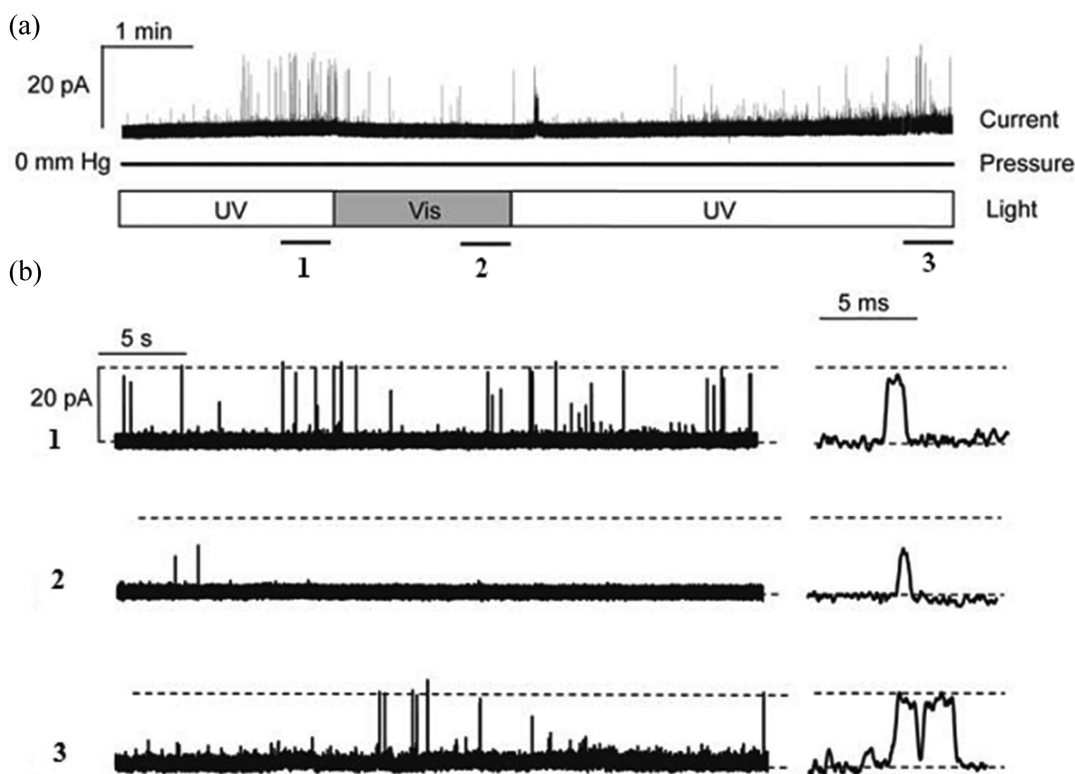 (a)
1 min
20 pA
Current
0 mm Hg
Pressure
UV Vis UV Light
1 2 3
(b)
5 s
5 ms
20 pA
1
2
3